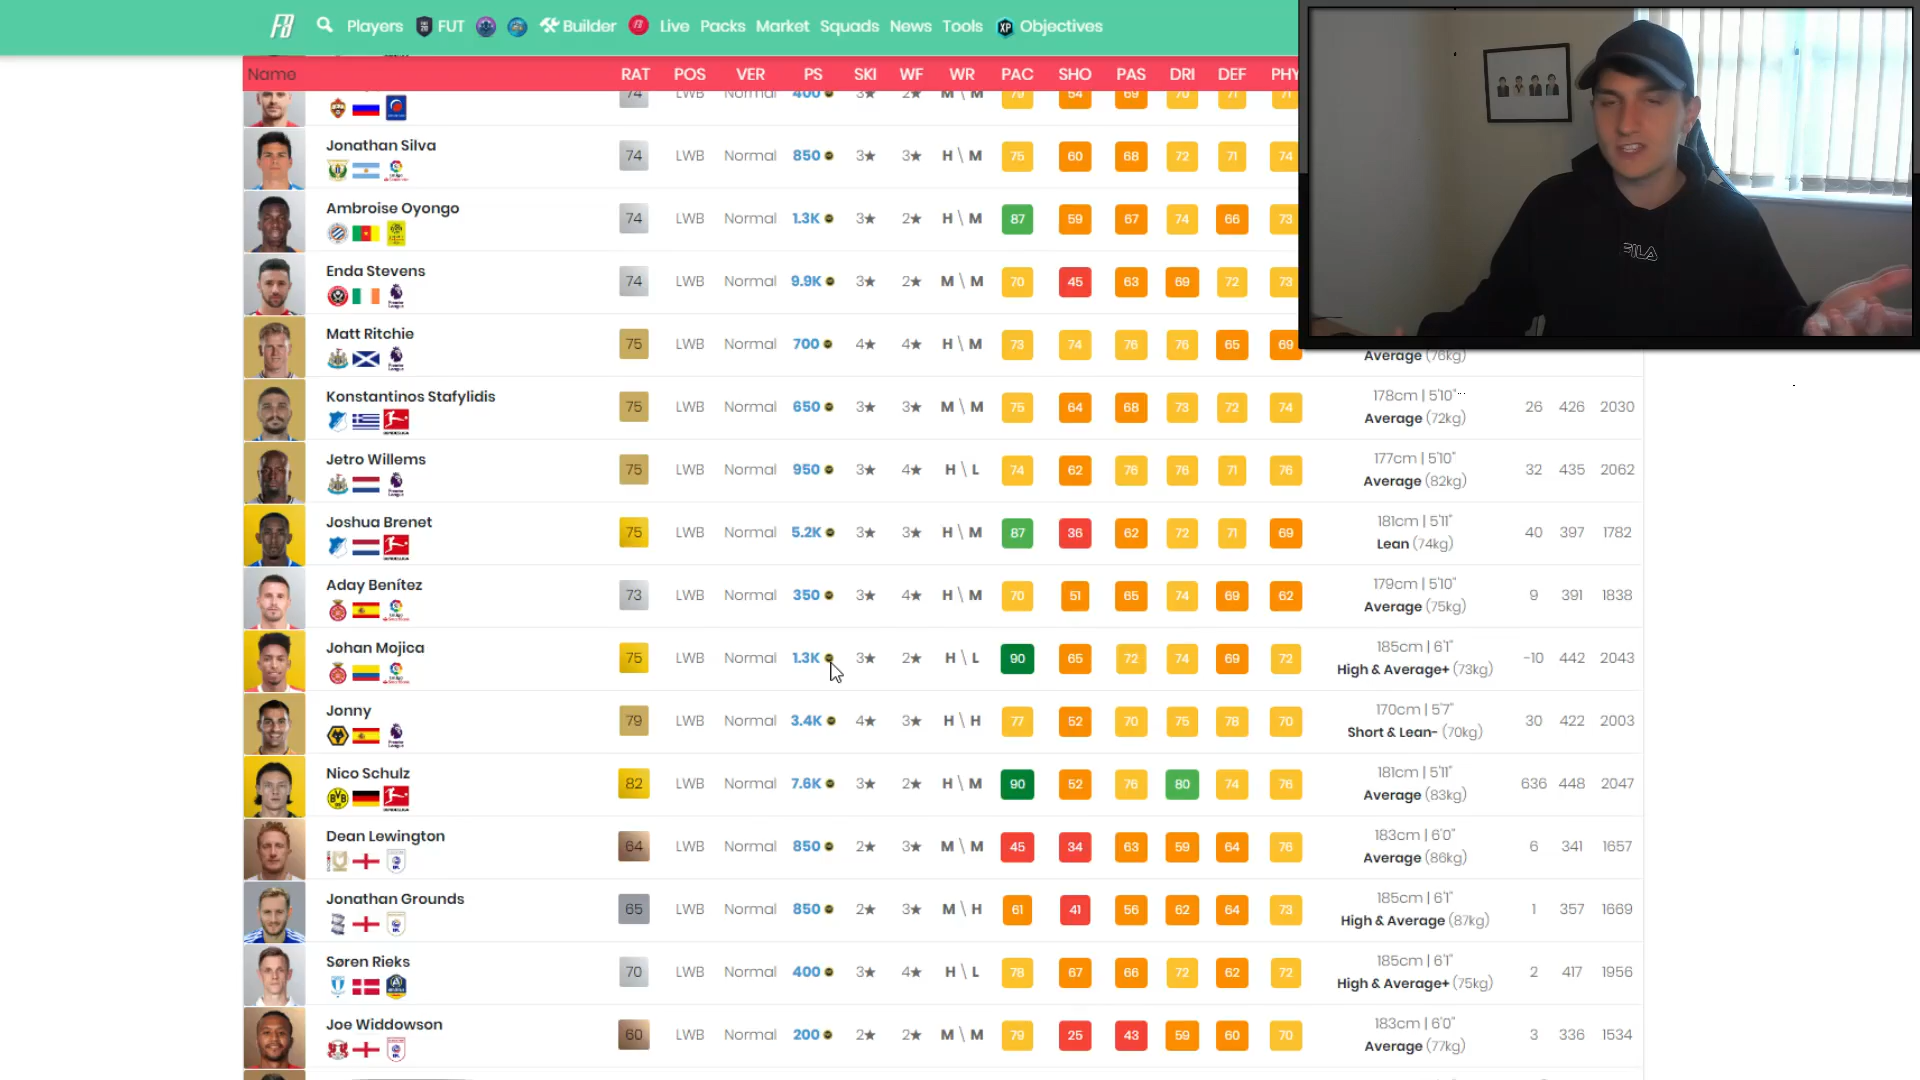 FB Players FUT Builder Live Packs Market Squads News Tools XP Objectives
Name RAT POS VER PS SKI WF WR PAC SHO PAS DRI DEF PHY
74 LWB Normal 400 3★ 2★ M \ M 79 54 69 70 71 71
Jonathan Silva 74 LWB Normal 850 3★ 3★ H \ M 75 60 68 72 71 74
Ambroise Oyongo 74 LWB Normal 1.3K 3★ 2★ H \ M 87 59 67 74 66 73
Enda Stevens 74 LWB Normal 9.9K 3★ 2★ M \ M 70 45 63 69 72 73
FILA
Matt Ritchie 75 LWB Normal 700 4★ 4★ H \ M 73 74 76 76 65 69
Average (76kg)
Konstantinos Stafylidis 75 LWB Normal 650 3★ 3★ M \ M 75 64 68 73 72 74 178cm | 5'10" 26 426 2030
Average (72kg)
Jetro Willems 75 LWB Normal 950 3★ 4★ H \ L 74 62 76 76 71 76 177cm | 5'10" 32 435 2062
Average (82kg)
Joshua Brenet 75 LWB Normal 5.2K 3★ 3★ H \ M 87 36 62 72 71 69 181cm | 5'11" 40 397 1782
Lean (74kg)
Aday Benítez 73 LWB Normal 350 3★ 4★ H \ M 70 51 65 74 69 62 179cm | 5'10" 9 391 1838
Average (75kg)
Johan Mojica 75 LWB Normal 1.3K 3★ 2★ H \ L 90 65 72 74 69 72 185cm | 6'1" -10 442 2043
High & Average+ (73kg)
Jonny 79 LWB Normal 3.4K 4★ 3★ H \ H 77 52 70 75 78 70 170cm | 5'7" 30 422 2003
Short & Lean- (70kg)
Nico Schulz 82 LWB Normal 7.6K 3★ 2★ H \ M 90 52 76 80 74 76 181cm | 5'11" 636 448 2047
Average (83kg)
Dean Lewington 64 LWB Normal 850 2★ 3★ M \ M 45 34 63 59 64 76 183cm | 6'0" 6 341 1657
Average (86kg)
Jonathan Grounds 65 LWB Normal 850 2★ 3★ M \ H 61 41 56 62 64 73 185cm | 6'1" 1 357 1669
High & Average (87kg)
Søren Rieks 70 LWB Normal 400 3★ 4★ H \ L 78 67 66 72 62 72 185cm | 6'1" 2 417 1956
High & Average+ (75kg)
Joe Widdowson 60 LWB Normal 200 2★ 2★ M \ M 79 25 43 59 60 70 183cm | 6'0" 3 336 1534
Average (77kg)